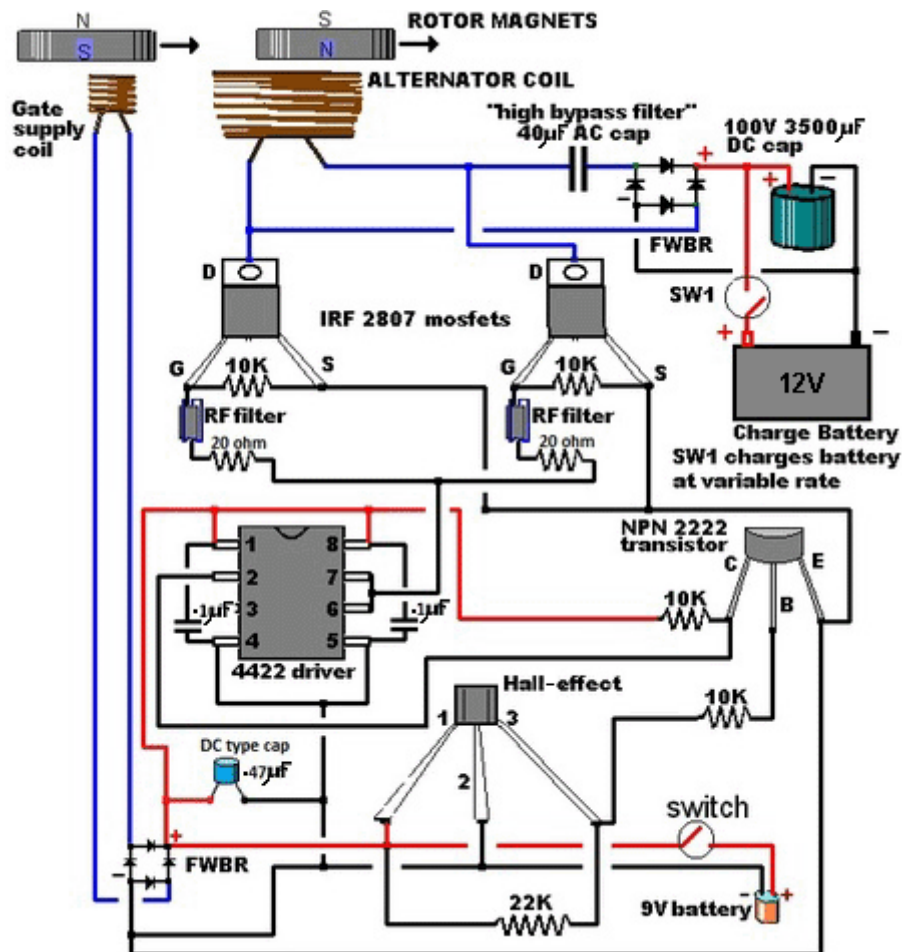 N
S
S
N
ROTOR MAGNETS
ALTERNATOR COIL
Gate
supply
coil
"high bypass filter"
40µF AC cap
100V 3500µF
DC cap
+
+
-
-
FWBR
SW1
+
-
12V
Charge Battery
SW1 charges battery
at variable rate
D
D
IRF 2807 mosfets
G
10K
S
G
10K
S
RF filter
20 ohm
RF filter
20 ohm
NPN 2222
transistor
C
E
B
10K
1
8
2
7
3
6
4
5
.1µF
.1µF
4422 driver
Hall-effect
1
3
2
10K
DC type cap
.47µF
switch
+
-
FWBR
22K
-
+
9V battery